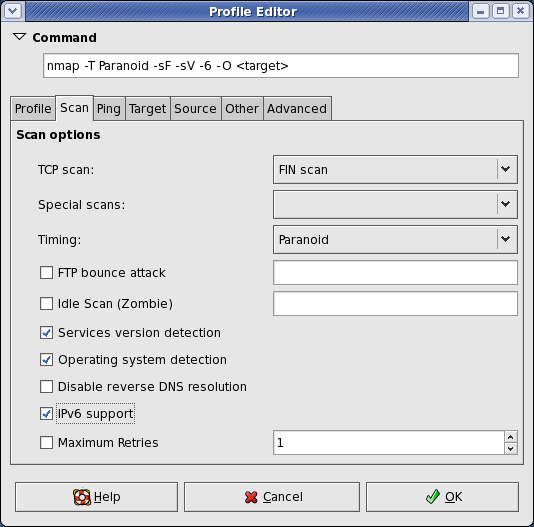 Profile Editor
Command
nmap -T Paranoid -sF -sV -6 -O <target>
Profile Scan Ping Target Source Other Advanced
Scan options
TCP scan: FIN scan
Special scans:
Timing: Paranoid
FTP bounce attack
Idle Scan (Zombie)
Services version detection
Operating system detection
Disable reverse DNS resolution
IPv6 support
Maximum Retries 1
Help Cancel OK